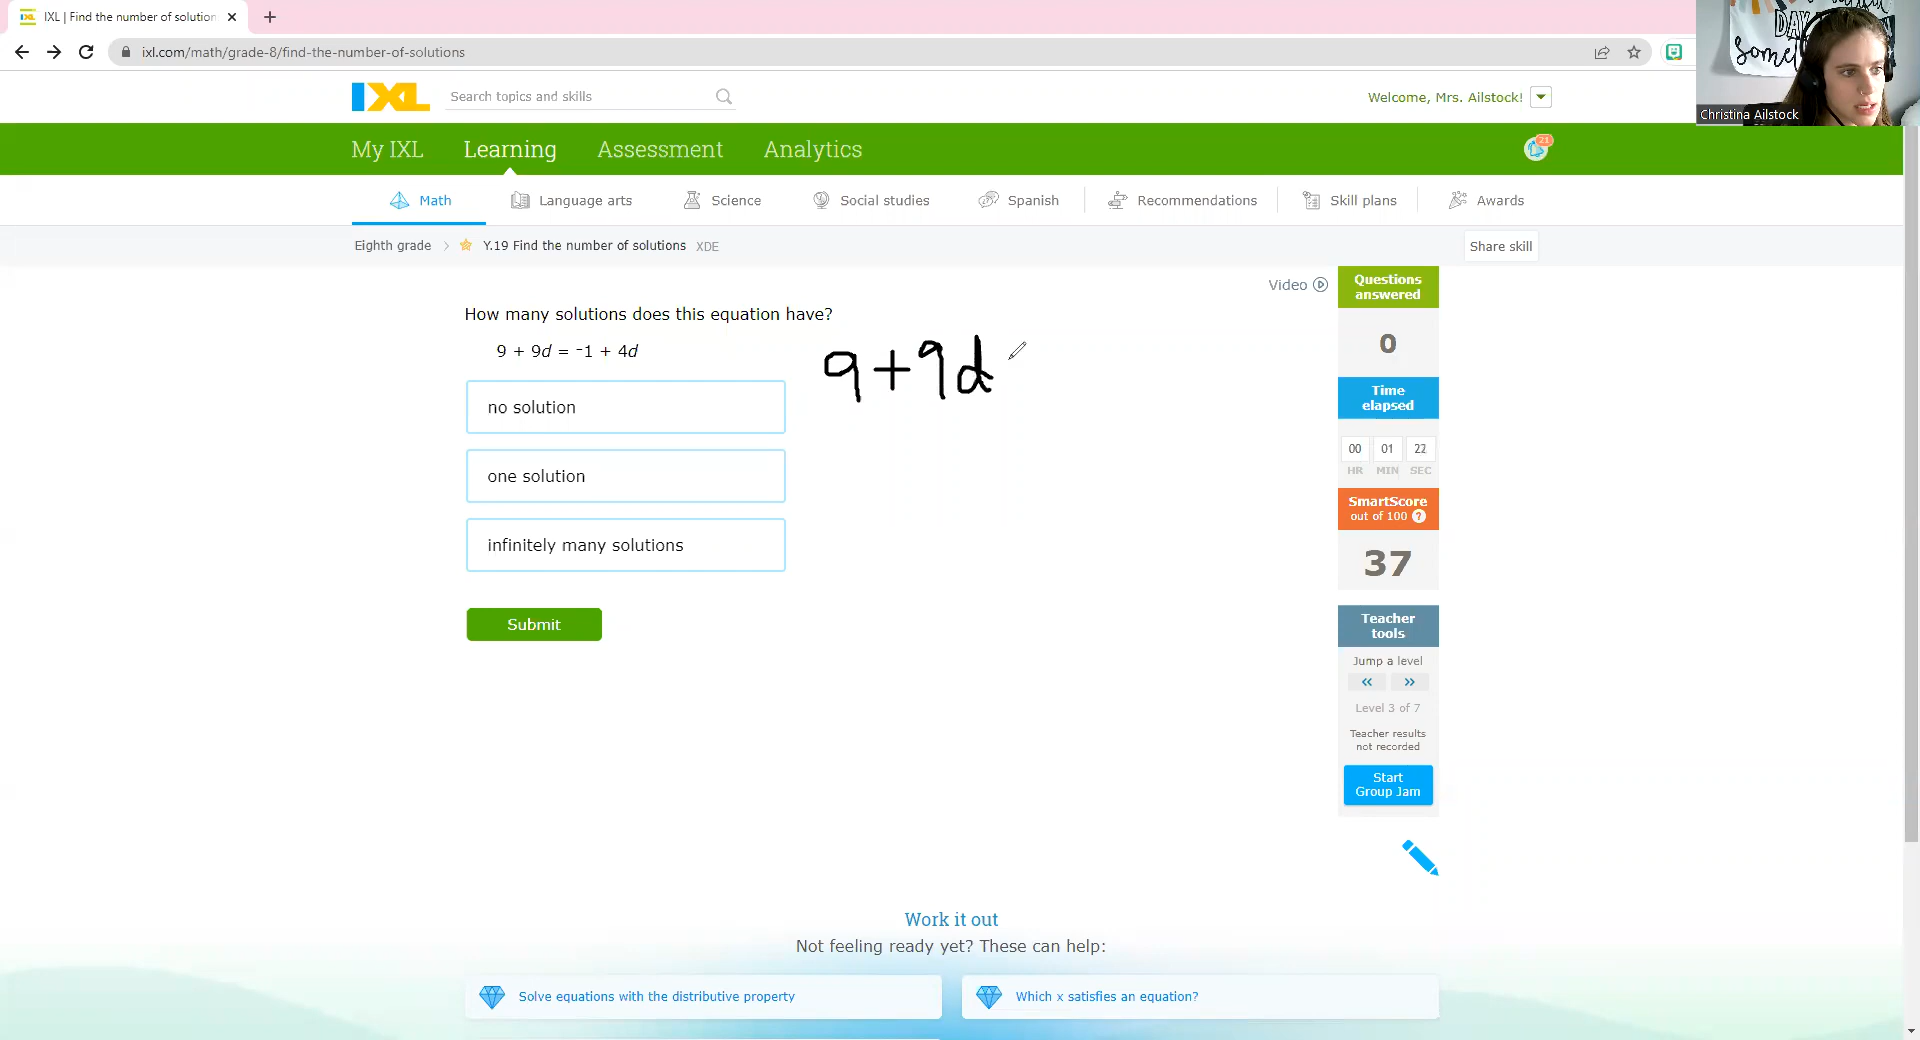 IXL | Find the number of solution
ixl.com/math/grade-8/find-the-number-of-solutions
IXL
Search topics and skills
Welcome, Mrs. Ailstock!
Christina Ailstock
My IXL Learning Assessment Analytics
21
Math Language arts Science Social studies Spanish Recommendations Skill plans Awards
Eighth grade > Y.19 Find the number of solutions XDE
Share skill
Video
How many solutions does this equation have?
9 + 9d = ⁻1 + 4d
9+9d
no solution
one solution
infinitely many solutions
Submit
Questions
answered
0
Time
elapsed
00 01 22
HR MIN SEC
SmartScore
out of 100 ?
37
Teacher
tools
Jump a level
« »
Level 3 of 7
Teacher results
not recorded
Start
Group Jam
Work it out
Not feeling ready yet? These can help:
Solve equations with the distributive property
Which x satisfies an equation?